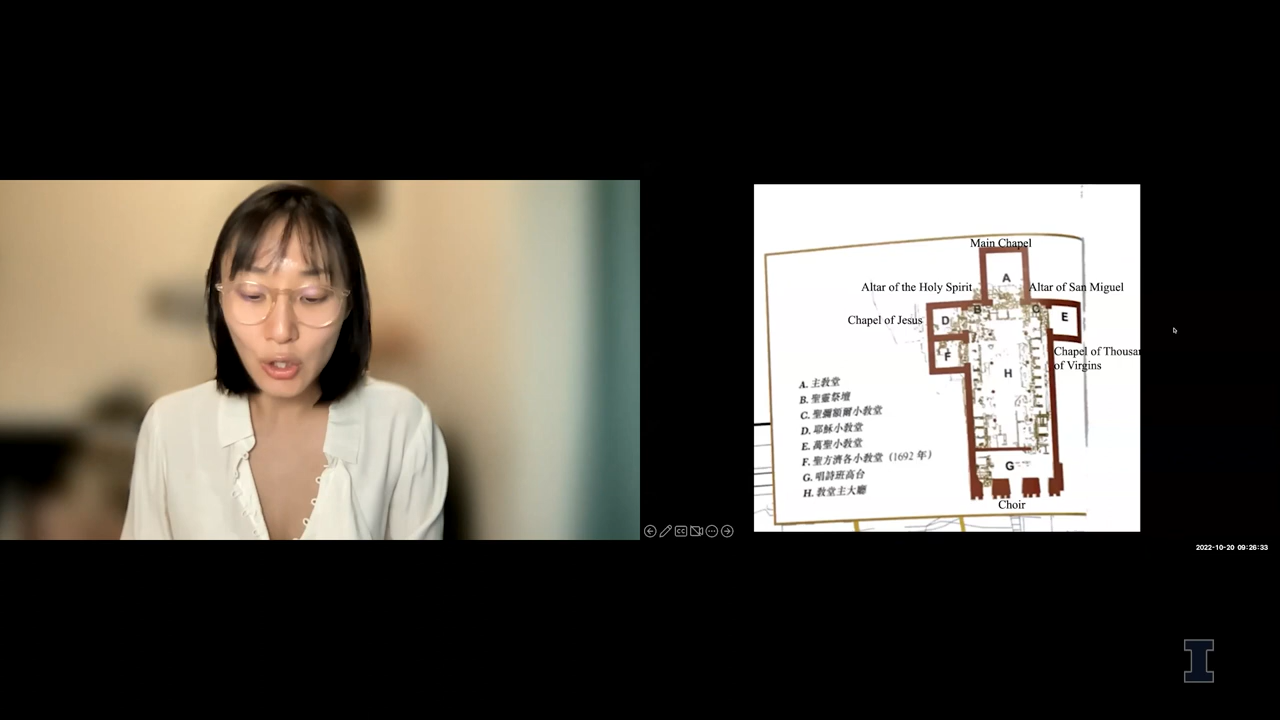 Main Chapel
A
Altar of the Holy Spirit
Altar of San Miguel
B
C
Chapel of Jesus
D
E
Chapel of Thousan
of Virgins
F
H
A. 主教堂
B. 聖靈祭壇
C. 聖彌額爾小教堂
D. 耶穌小教堂
E. 萬聖小教堂
F. 聖方濟各小教堂（1692 年）
G. 唱詩班高台
H. 教堂主大廳
G
Choir
CC
2022-10-20 09:26:33
I